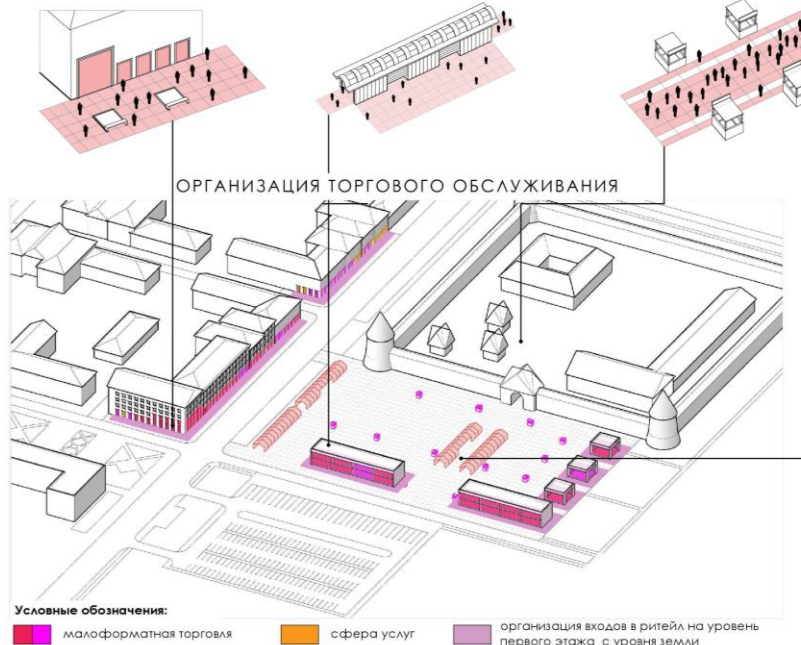 ОРГАНИЗАЦИЯ ТОРГОВОГО ОБСЛУЖИВАНИЯ
Условные обозначения:
малоформатная торговля
сфера услуг
организация входов в ритейл на уровень
первого этажа с уровня земли